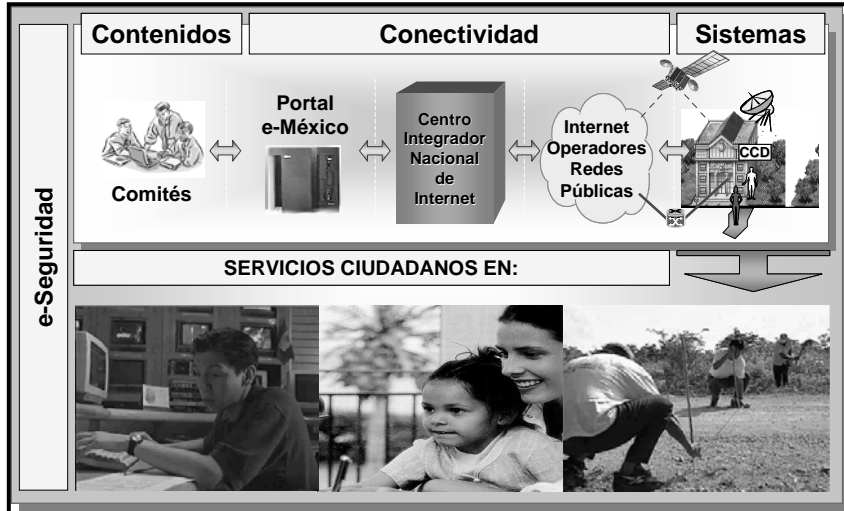 Contenidos
Conectividad
Sistemas
Portal
e-México
Centro
Integrador
Nacional
de
Internet
Internet
Operadores
Redes
Públicas
CCD
Comités
e-Seguridad
SERVICIOS CIUDADANOS EN: